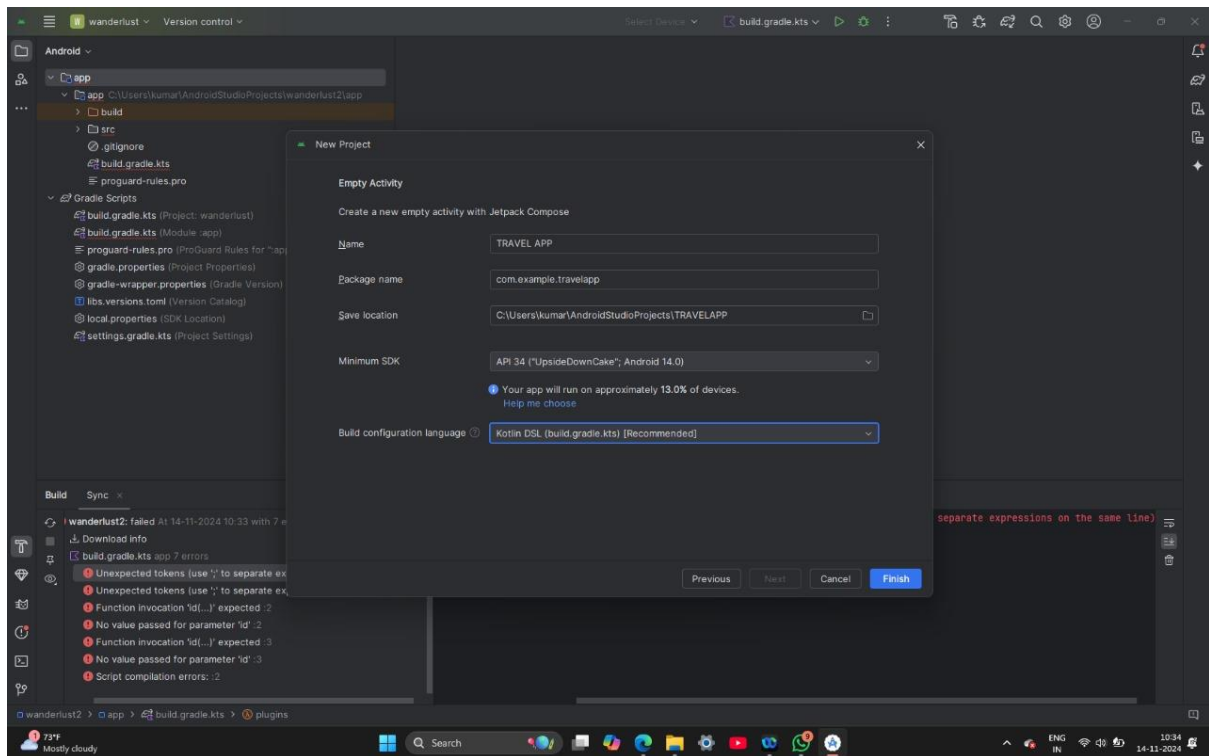 W wanderlust Version control Select Device build.gradle.kts
Android
app
app C:\Users\kumar\AndroidStudioProjects\wanderlust2\app
build
src
.gitignore
build.gradle.kts
proguard-rules.pro
Gradle Scripts
build.gradle.kts (Project: wanderlust)
build.gradle.kts (Module :app)
proguard-rules.pro (ProGuard Rules for ":app
gradle.properties (Project Properties)
gradle-wrapper.properties (Gradle Version)
libs.versions.toml (Version Catalog)
local.properties (SDK Location)
settings.gradle.kts (Project Settings)
New Project
Empty Activity
Create a new empty activity with Jetpack Compose
Name TRAVEL APP
Package name com.example.travelapp
Save location C:\Users\kumar\AndroidStudioProjects\TRAVELAPP
Minimum SDK API 34 ("UpsideDownCake"; Android 14.0)
Your app will run on approximately 13.0% of devices.
Help me choose
Build configuration language Kotlin DSL (build.gradle.kts) [Recommended]
Previous Next Cancel Finish
Build Sync
wanderlust2: failed At 14-11-2024 10:33 with 7 e
Download info
build.gradle.kts app 7 errors
Unexpected tokens (use ';' to separate ex
Unexpected tokens (use ';' to separate ex
Function invocation 'id(...)' expected :2
No value passed for parameter 'id' :2
Function invocation 'id(...)' expected :3
No value passed for parameter 'id' :3
Script compilation errors: :2
separate expressions on the same line)
wanderlust2 > app > build.gradle.kts > plugins
1
73°F
Mostly cloudy
Search
9
ENG
IN
10:34
14-11-2024